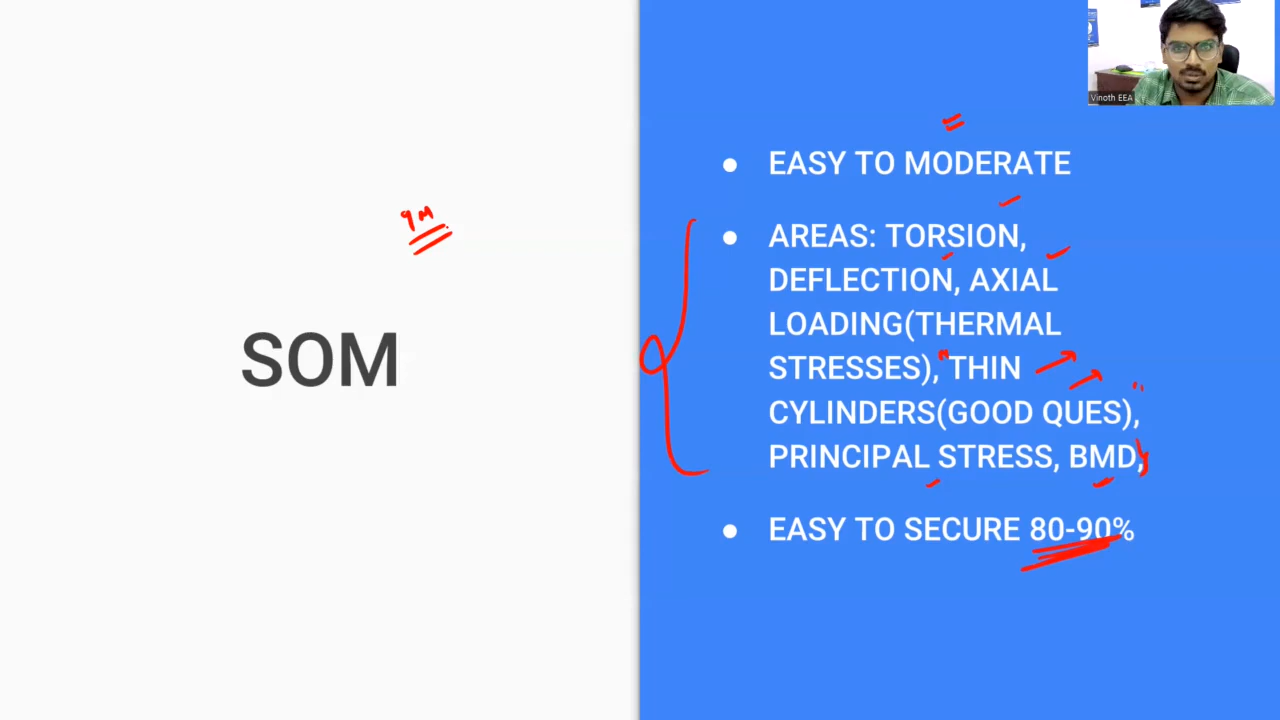 Vinoth EEA
EASY TO MODERATE
9M
AREAS: TORSION,
DEFLECTION, AXIAL
LOADING(THERMAL
SOM
STRESSES), THIN
CYLINDERS(GOOD QUES),
PRINCIPAL STRESS, BMD,
EASY TO SECURE 80-90%